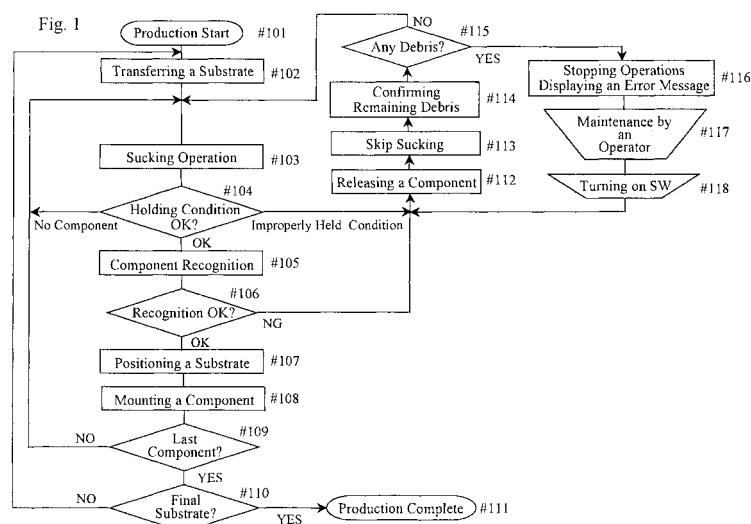 Fig. 1
Production Start #101
Transferring a Substrate #102
Sucking Operation #103
#104
Holding Condition
OK?
No Component
Improperly Held Condition
OK
Component Recognition #105
#106
Recognition OK?
NG
OK
Positioning a Substrate #107
Mounting a Component #108
#109
Last
Component?
NO
YES
#110
Final
Substrate?
NO
YES
Production Complete #111
Releasing a Component #112
Skip Sucking #113
Confirming
Remaining Debris
#114
Any Debris?
#115
NO
YES
Stopping Operations
Displaying an Error Message
#116
Maintenance by
an
Operator
#117
Turning on SW
#118